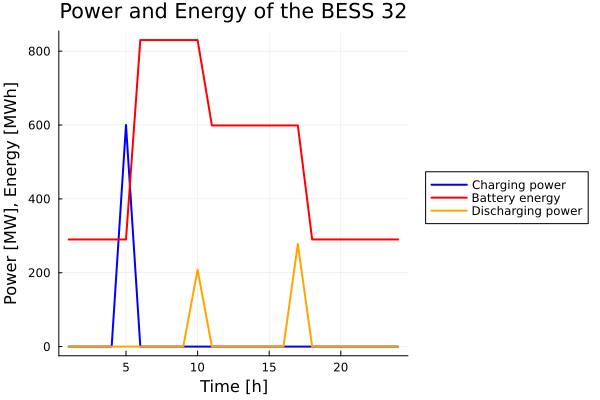 Power and Energy of the BESS 32
Power [MW], Energy [MWh]
800
600
400
200
0
5
10
15
20
Time [h]
Charging power
Battery energy
Discharging power